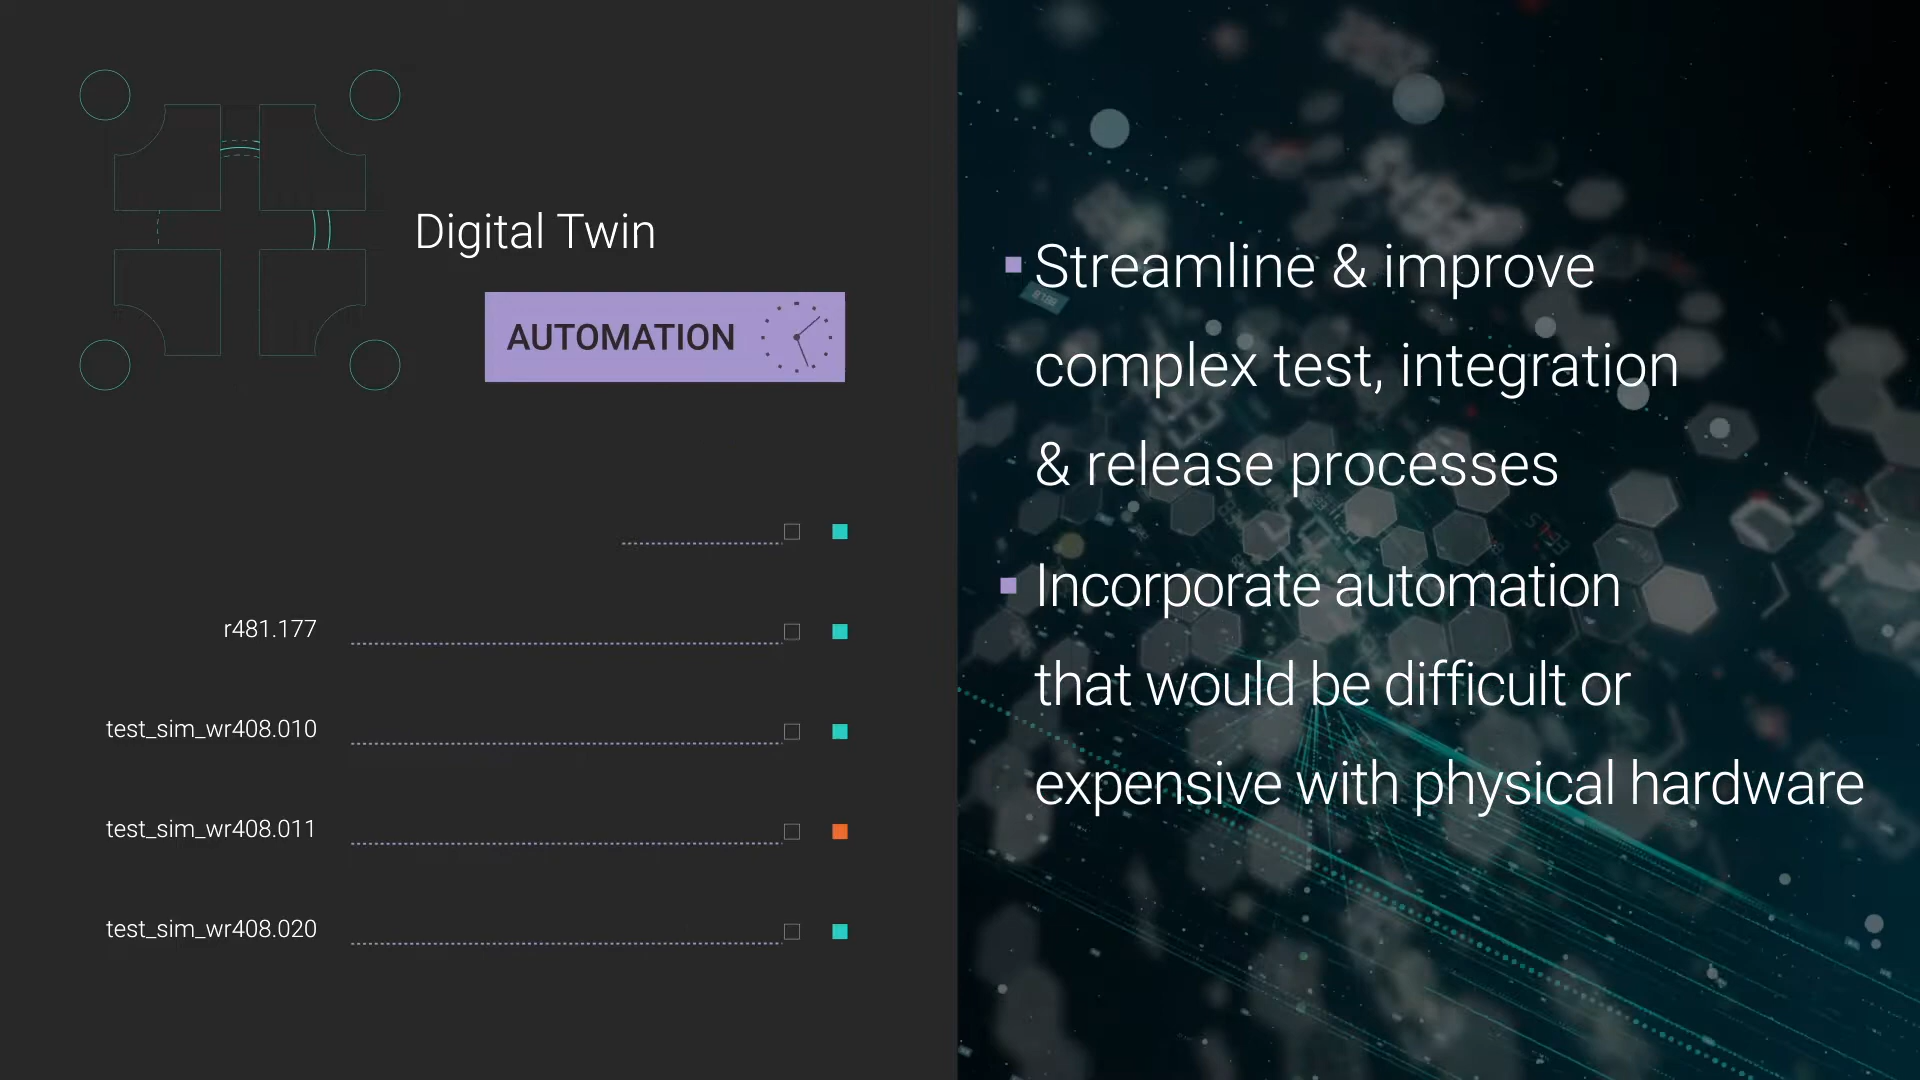 Digital Twin
AUTOMATION
r481.177
test_sim_wr408.010
test_sim_wr408.011
test_sim_wr408.020
Streamline & improve
complex test, integration
& release processes
Incorporate automation
that would be difficult or
expensive with physical hardware